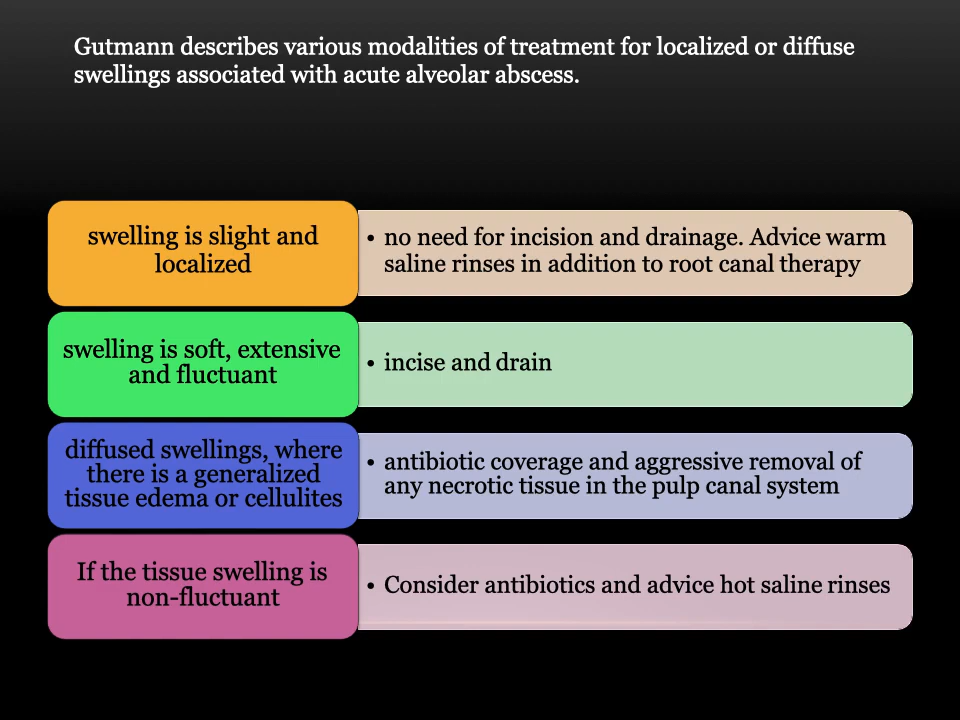 Gutmann describes various modalities of treatment for localized or diffuse
swellings associated with acute alveolar abscess.
swelling is slight and
localized
• no need for incision and drainage. Advice warm
saline rinses in addition to root canal therapy
swelling is soft, extensive
and fluctuant
• incise and drain
diffused swellings, where
there is a generalized
tissue edema or cellulites
• antibiotic coverage and aggressive removal of
any necrotic tissue in the pulp canal system
If the tissue swelling is
non-fluctuant
• Consider antibiotics and advice hot saline rinses